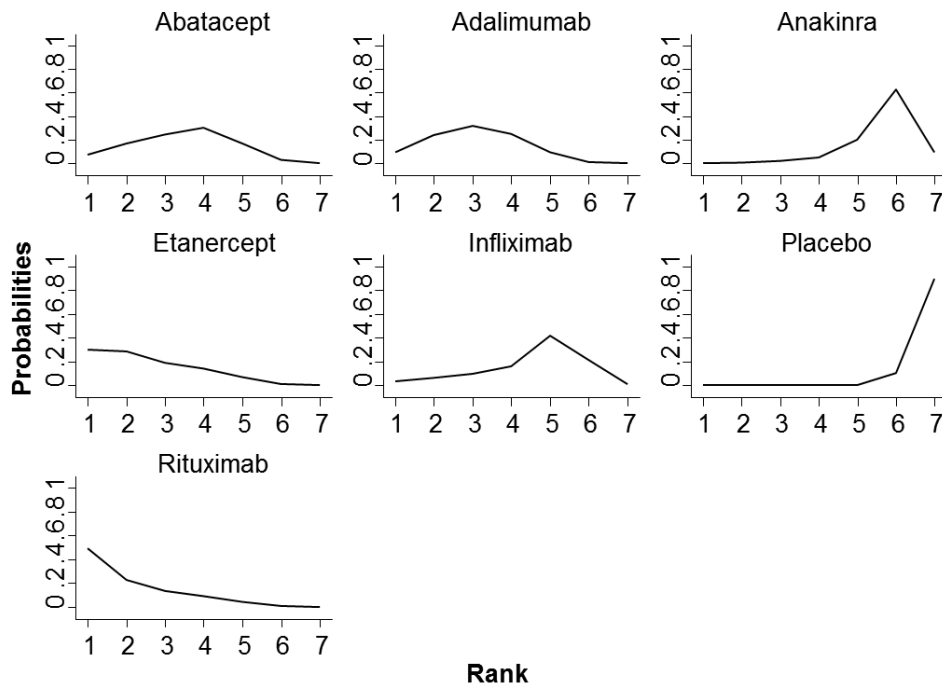 Abatacept Adalimumab Anakinra
0 .2 .4 .6 .8 1 0 .2 .4 .6 .8 1 0 .2 .4 .6 .8 1
1 2 3 4 5 6 7 1 2 3 4 5 6 7 1 2 3 4 5 6 7
Etanercept Infliximab Placebo
Probabilities
0 .2 .4 .6 .8 1 0 .2 .4 .6 .8 1 0 .2 .4 .6 .8 1
1 2 3 4 5 6 7 1 2 3 4 5 6 7 1 2 3 4 5 6 7
Rituximab
0 .2 .4 .6 .8 1
1 2 3 4 5 6 7
Rank